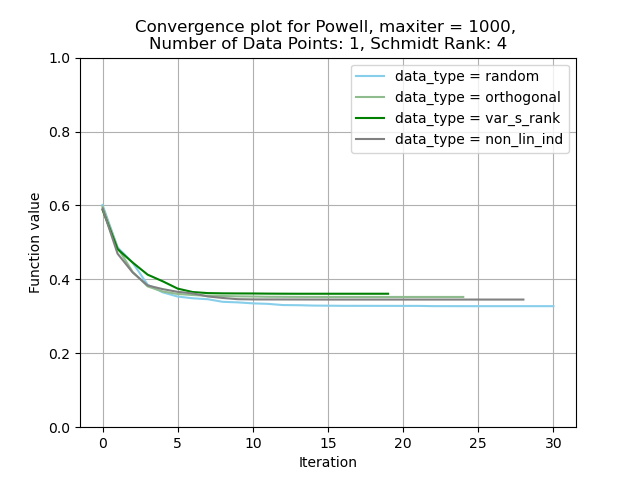 Convergence plot for Powell, maxiter = 1000,
Number of Data Points: 1, Schmidt Rank: 4
data_type = random
data_type = orthogonal
data_type = var_s_rank
data_type = non_lin_ind
Function value
1.0
0.8
0.6
0.4
0.2
0.0
0 5 10 15 20 25 30
Iteration